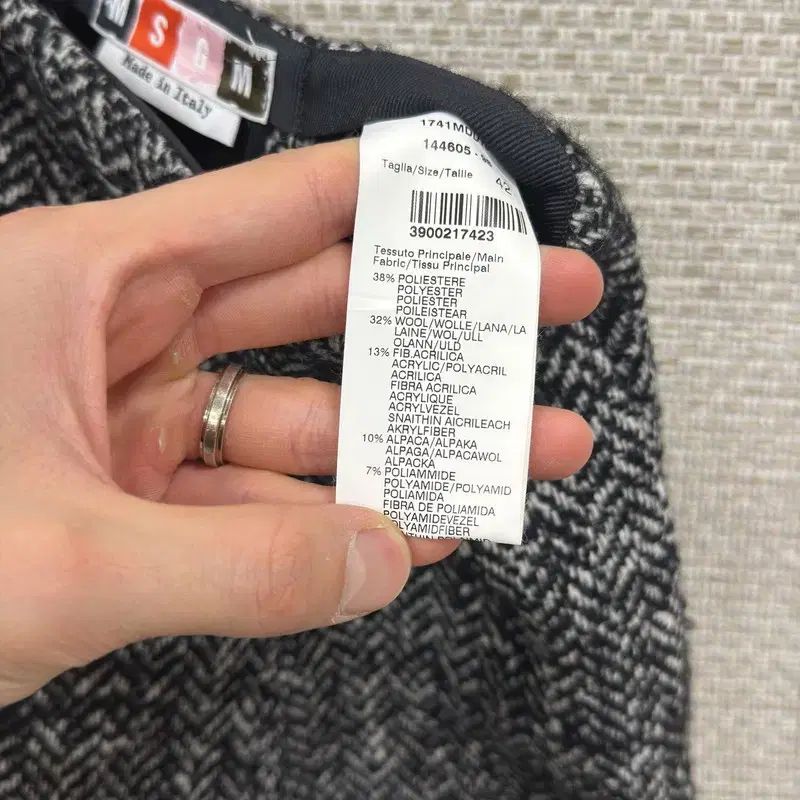 M S G M
Made in Italy
1741MDD
144605 - 99
Taglia/Size/Taille 42
3900217423
Tessuto Principale/Main
Fabric/Tissu Principal
38% POLIESTERE
POLYESTER
POLIESTER
POILEISTEAR
32% WOOL/WOLLE/LANA/LA
LAINE/WOL/ULL
OLANN/ULD
13% FIB.ACRILICA
ACRYLIC/POLYACRIL
ACRILICA
FIBRA ACRILICA
ACRYLIQUE
ACRYLVEZEL
SNAITHIN AICRILEACH
AKRYLFIBER
10% ALPACA/ALPAKA
ALPAGA/ALPACAWOL
ALPACKA
7% POLIAMMIDE
POLYAMIDE/POLYAMID
POLIAMIDA
FIBRA DE POLIAMIDA
POLYAMIDEVEZEL
POLYAMIDFIBER